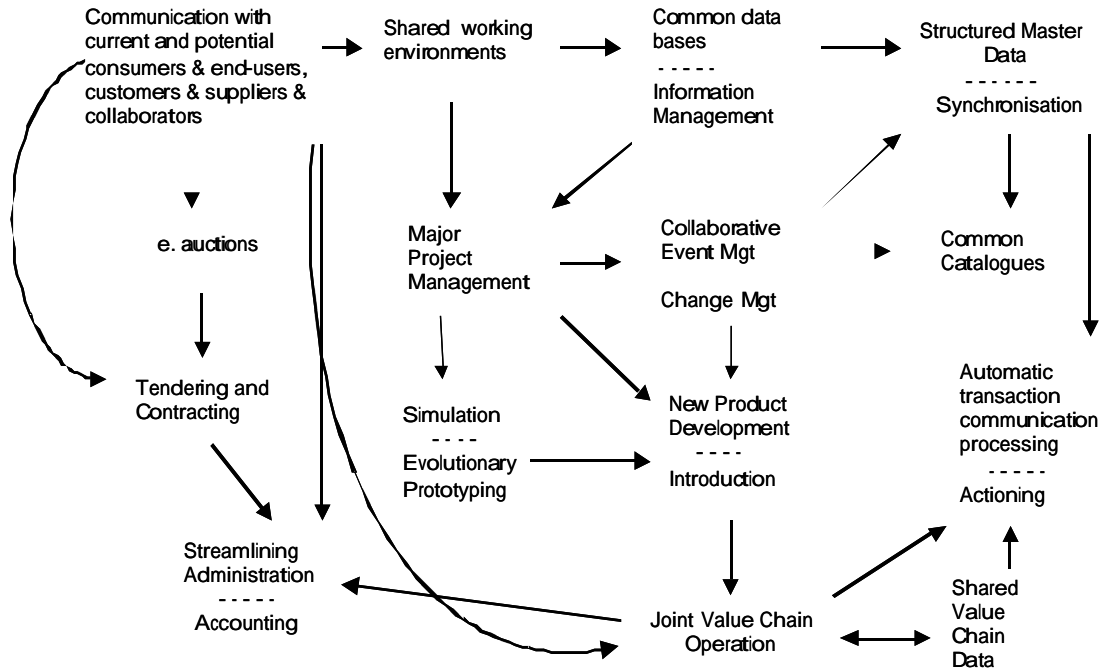 Communication with
current and potential
consumers & end-users,
customers & suppliers &
collaborators
Shared working
environments
Common data
bases
-----
Information
Management
Structured Master
Data
------
Synchronisation
e. auctions
Major
Project
Management
Collaborative
Event Mgt
Change Mgt
Common
Catalogues
Tendering and
Contracting
Simulation
----
Evolutionary
Prototyping
New Product
Development
----
Introduction
Automatic
transaction
communication
processing
-----
Actioning
Streamlining
Administration
-----
Accounting
Joint Value Chain
Operation
Shared
Value
Chain
Data